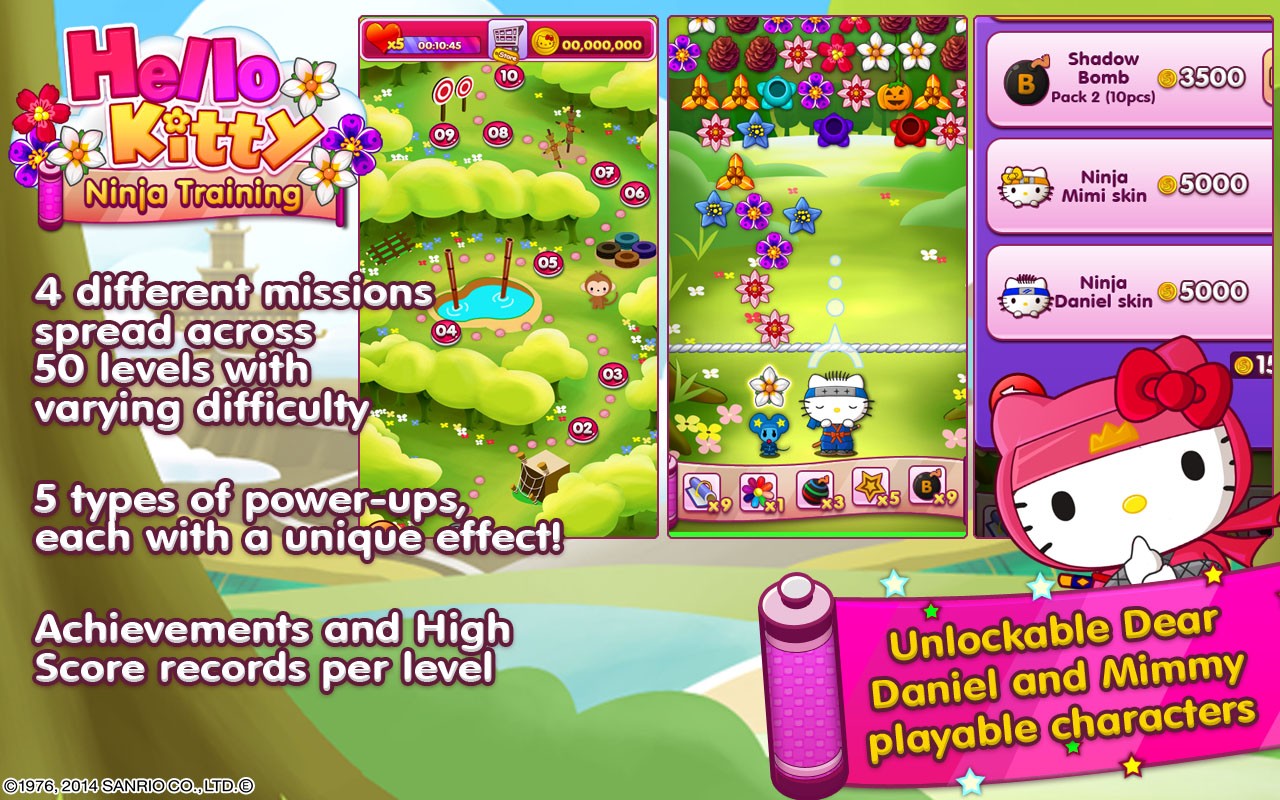 Hello
Kitty
Ninja Training
4 different missions
spread across
50 levels with
varying difficulty
5 types of power-ups,
each with a unique effect!
Achievements and High
Score records per level
©1976, 2014 SANRIO CO., LTD.Ⓔ
x5
00:10:45
Store
00,000,000
10
09
08
07
06
05
04
03
02
x9
x1
x3
x5
B
x9
B
Shadow
Bomb
Pack 2 (10pcs)
3500
Ninja
Mimi skin
5000
Ninja
Daniel skin
5000
Unlockable Dear
Daniel and Mimmy
playable characters